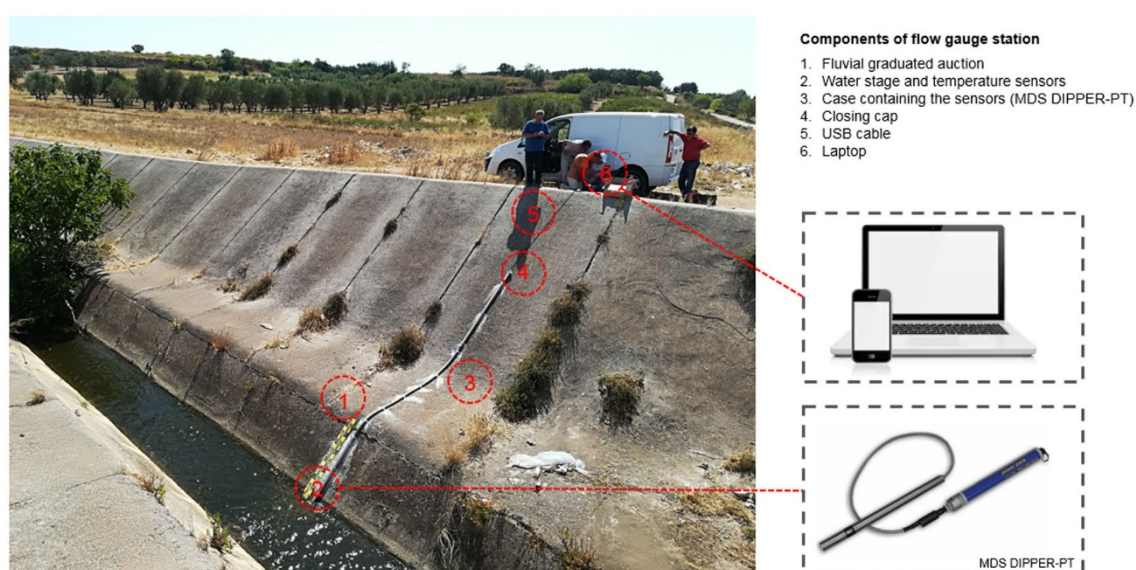 Components of flow gauge station
1. Fluvial graduated auction
2. Water stage and temperature sensors
3. Case containing the sensors (MDS DIPPER-PT)
4. Closing cap
5. USB cable
6. Laptop
6
5
4
3
1
2
MDS DIPPER-PT